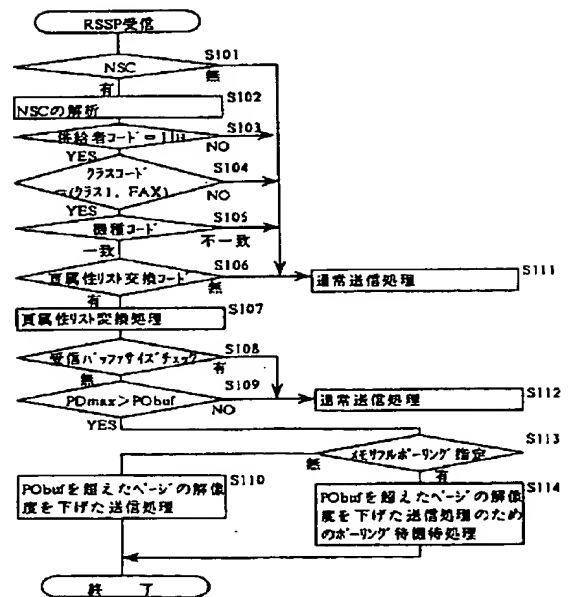 RSSP受信
S101
NSC
無
有
S102
NSCの解析
S103
供給者コード=
YES
NO
S104
クラスコード
=(クラス1, FAX)
YES
NO
S105
機種コード
一致
不一致
S106
頁属性リスト交換コード
無
有
S111
通常送信処理
S107
頁属性リスト交換処理
S108
受信バッファサイズチェック
無
有
S109
PDmax>PObuf
NO
YES
S112
通常送信処理
S113
メモリフルポーリング指定
無
有
S110
PObufを超えたページの解像
度を下げた送信処理
S114
PObufを超えたページの解像
度を下げた送信処理のため
のポーリング待機待処理
終 了